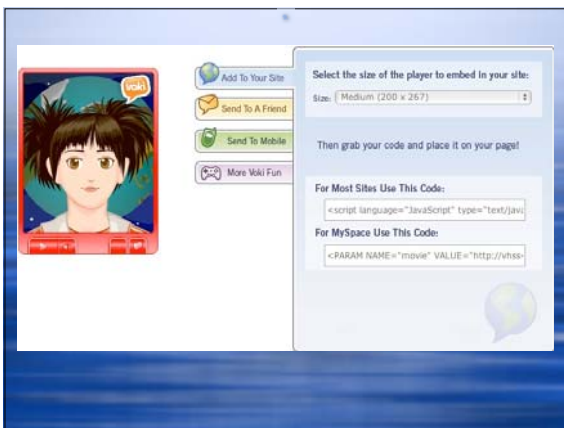 voki
Add To Your Site
Send To A Friend
Send To Mobile
More Voki Fun
Select the size of the player to embed in your site:
Size: Medium (200 x 267)
Then grab your code and place it on your page!
For Most Sites Use This Code:
<script language="JavaScript" type="text/java
For MySpace Use This Code:
<PARAM NAME="movie" VALUE="http://vhss-